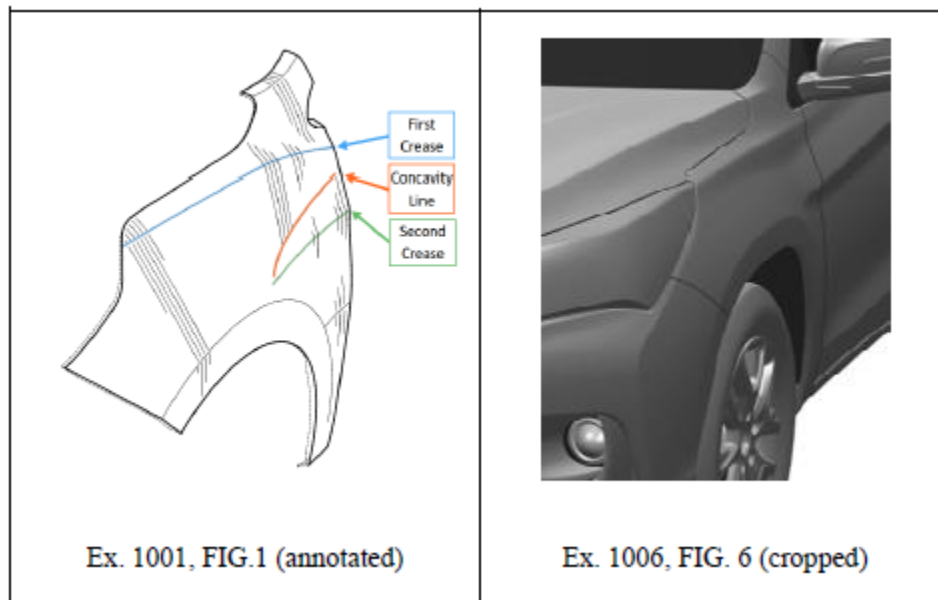 First
Crease
Concavity
Line
Second
Crease
Ex. 1001, FIG.1 (annotated)
Ex. 1006, FIG. 6 (cropped)